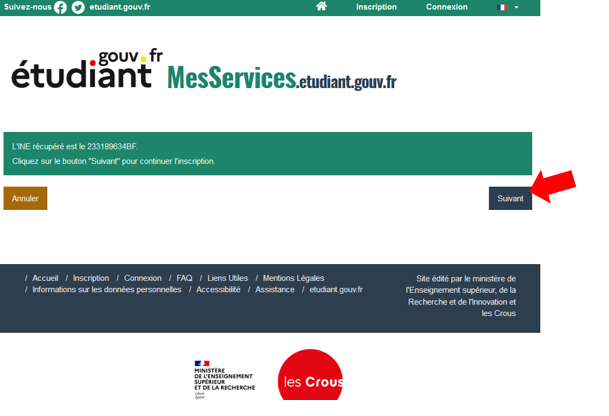 Suivez-nous etudiant.gouv.fr Inscription Connexion
gouv.fr
étudiant MesServices.etudiant.gouv.fr
L'INE récupéré est le 233189634BF.
Cliquez sur le bouton "Suivant" pour continuer l'inscription.
Annuler Suivant
/ Accueil / Inscription / Connexion / FAQ / Liens Utiles / Mentions Légales
/ Informations sur les données personnelles / Accessibilité / Assistance / etudiant.gouv.fr
Site édité par le ministère de
l'Enseignement supérieur, de la
Recherche et de l'Innovation et
les Crous
MINISTÈRE
DE L'ENSEIGNEMENT
SUPÉRIEUR
ET DE LA RECHERCHE
Liberté
Égalité
les Crous